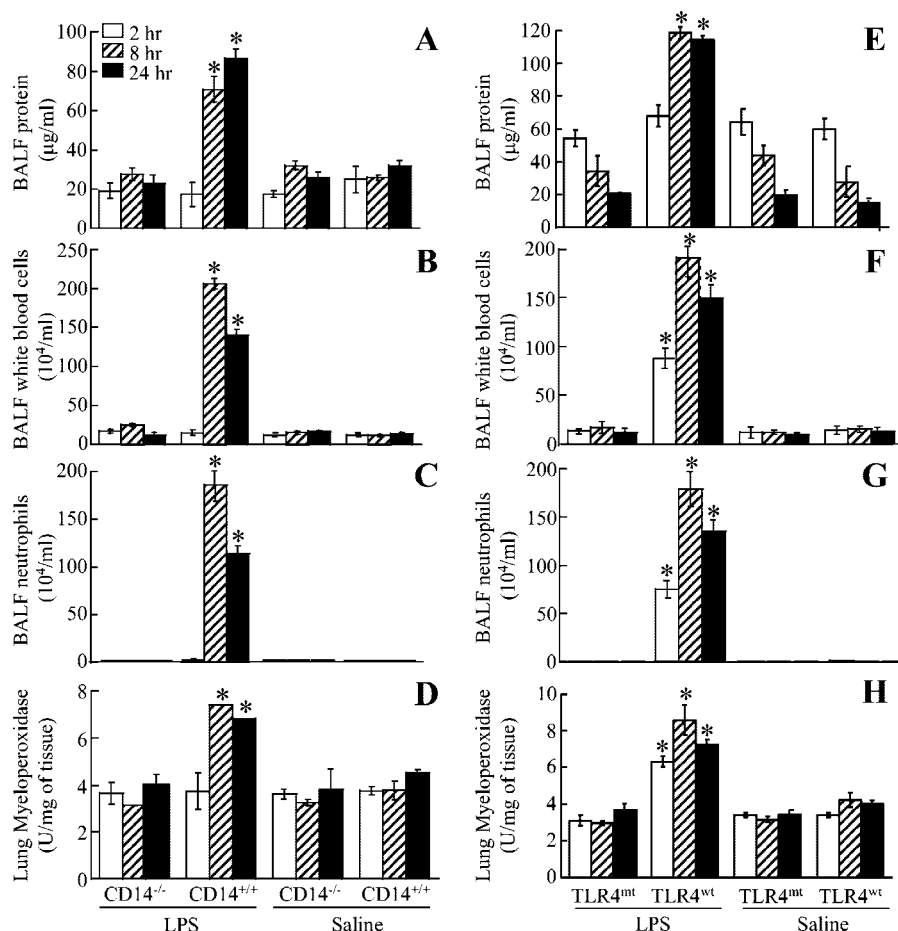 A
2 hr
8 hr
24 hr
BALF protein
(μg/ml)
100
80
60
40
20
0
* *
B
BALF white blood cells
(10⁴/ml)
250
200
150
100
50
0
* *
C
BALF neutrophils
(10⁴/ml)
200
150
100
50
0
* *
D
Lung Myeloperoxidase
(U/mg of tissue)
8
6
4
2
0
* *
CD14⁻/⁻ CD14⁺/⁺ CD14⁻/⁻ CD14⁺/⁺
LPS Saline
E
BALF protein
(μg/ml)
120
100
80
60
40
20
0
* *
F
BALF white blood cells
(10⁴/ml)
200
150
100
50
0
* * *
G
BALF neutrophils
(10⁴/ml)
200
150
100
50
0
* * *
H
Lung Myeloperoxidase
(U/mg of tissue)
10
8
6
4
2
0
* * *
TLR4ᵐᵗ TLR4ʷᵗ TLR4ᵐᵗ TLR4ʷᵗ
LPS Saline